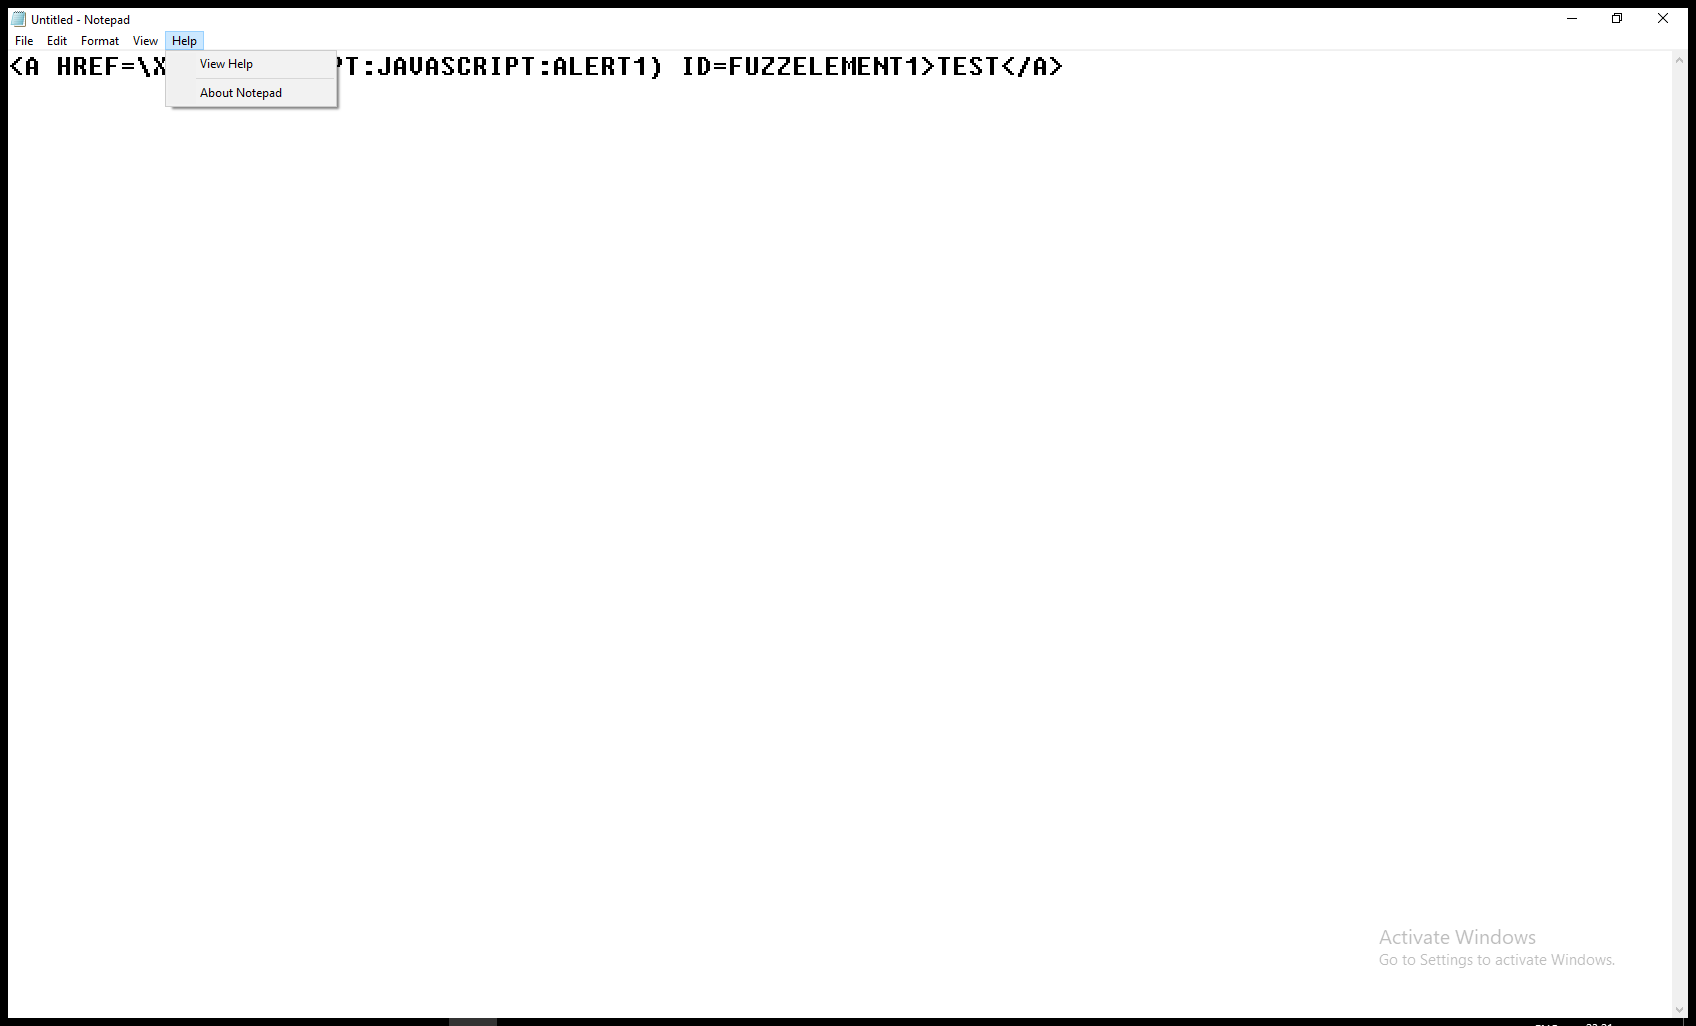 Untitled - Notepad
File Edit Format View Help
<A HREF=\X T:JAVASCRIPT:ALERT1) ID=FUZZELEMENT1>TEST</A>
View Help
About Notepad
Activate Windows
Go to Settings to activate Windows.